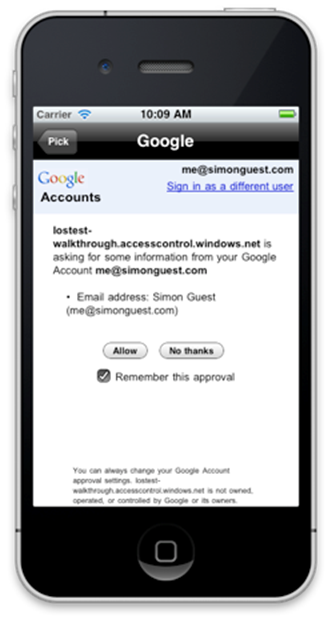 Carrier 10:09 AM
Pick Google
me@simonguest.com
Google
Sign in as a different user
Accounts
lostest-
walkthrough.accesscontrol.windows.net is
asking for some information from your Google
Account me@simonguest.com
• Email address: Simon Guest
(me@simonguest.com)
Allow No thanks
Remember this approval
You can always change your Google Account
approval settings. lostest-
walkthrough.accesscontrol.windows.net is not owned,
operated, or controlled by Google or its owners.